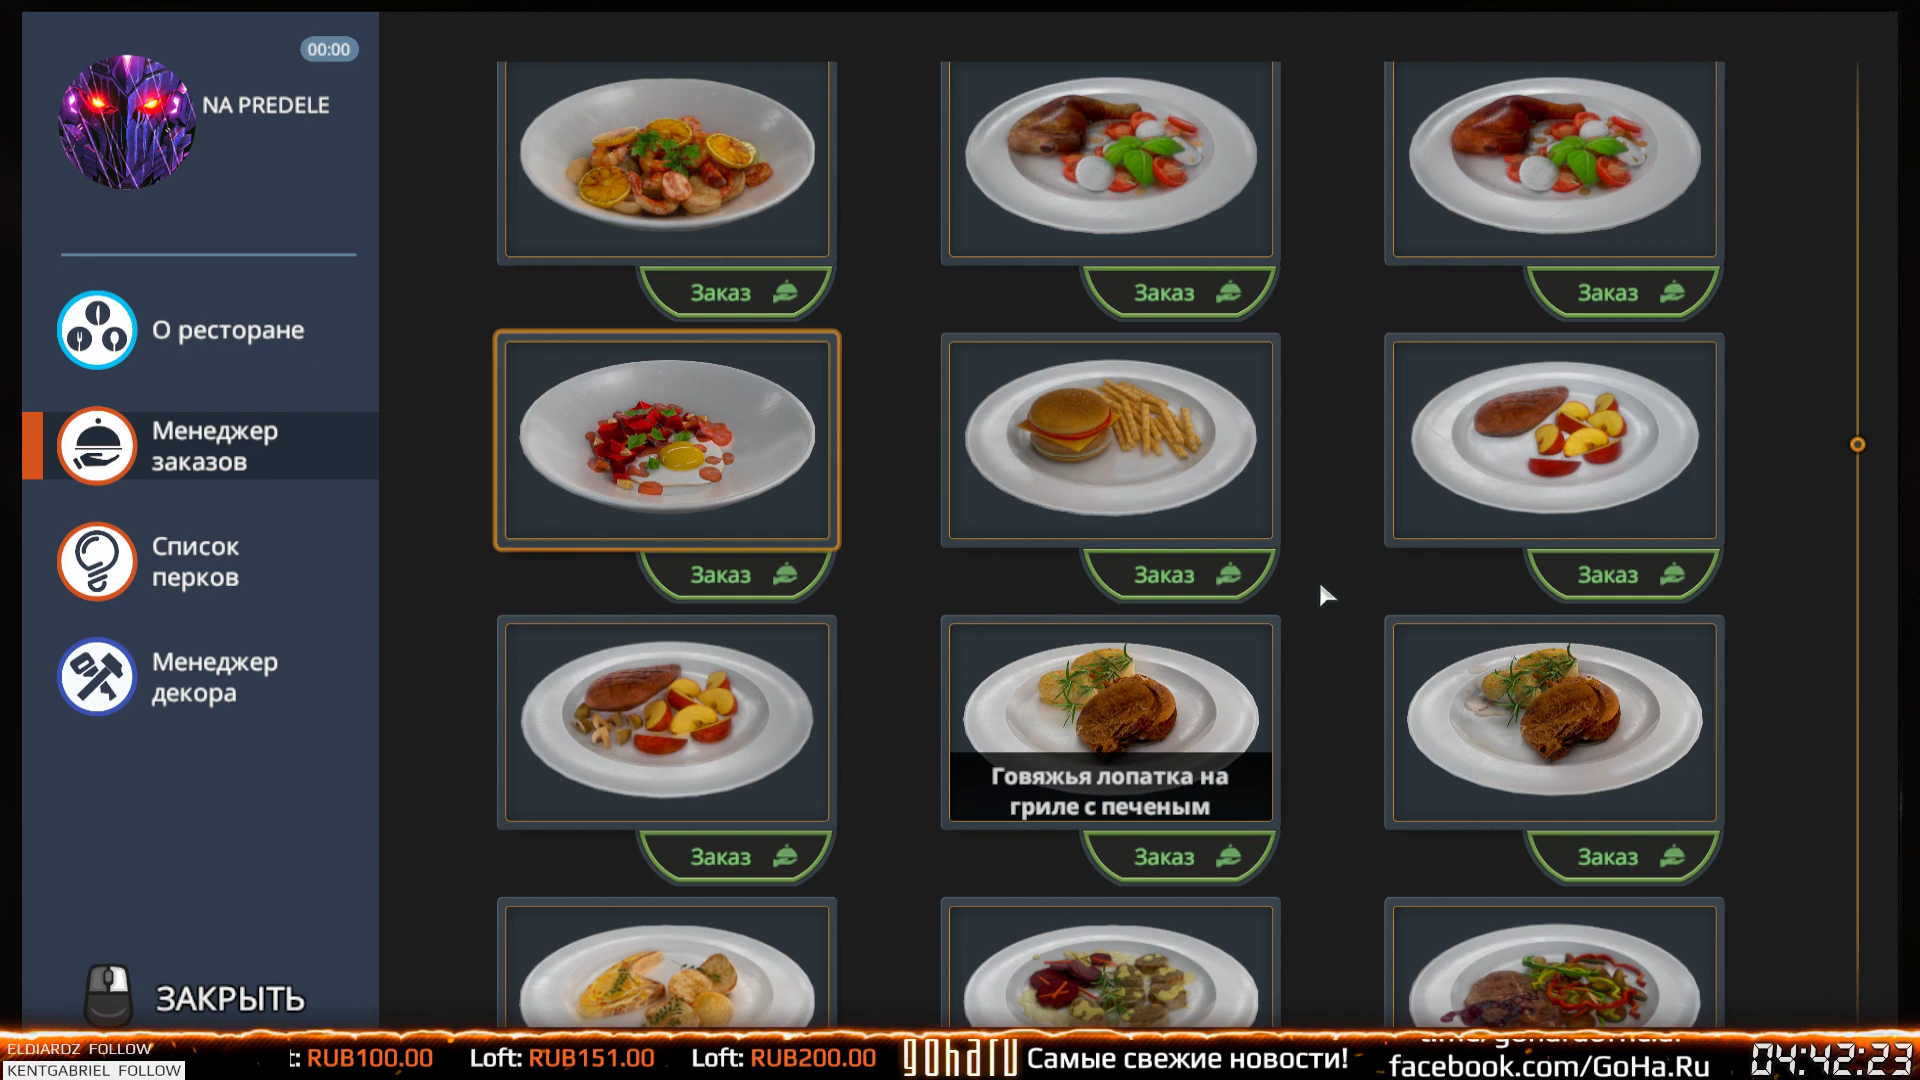 00:00
NA PREDELE
О ресторане
Менеджер
заказов
Список
перков
Менеджер
декора
ЗАКРЫТЬ
Заказ
Заказ
Заказ
Заказ
Заказ
Заказ
Говяжья лопатка на
гриле с печеным
Заказ
Заказ
Заказ
ELDIARDZ FOLLOW
KENTGABRIEL FOLLOW
: RUB100.00
Loft: RUB151.00
Loft: RUB200.00
goharu
Самые свежие новости!
facebook.com/GoHa.Ru
04:42:23